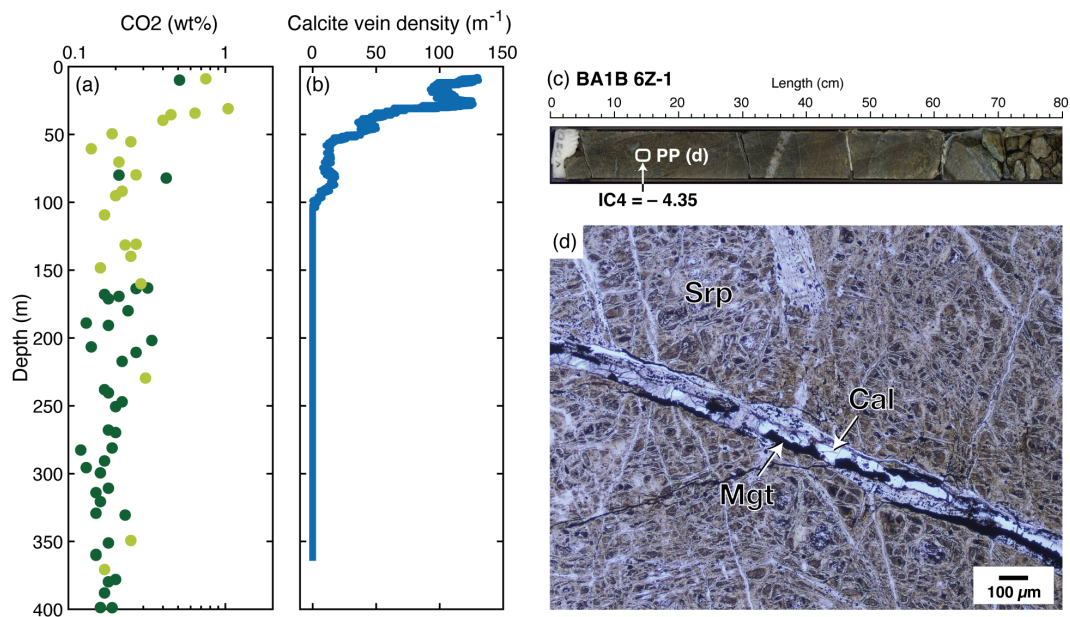 CO2 (wt%)
0.1 1
Calcite vein density (m-1)
0 50 100 150
(a)
(b)
Depth (m)
0
50
100
150
200
250
300
350
400
(c) BA1B 6Z-1
Length (cm)
0 10 20 30 40 50 60 70 80
PP (d)
IC4 = – 4.35
(d)
Srp
Cal
Mgt
100 µm